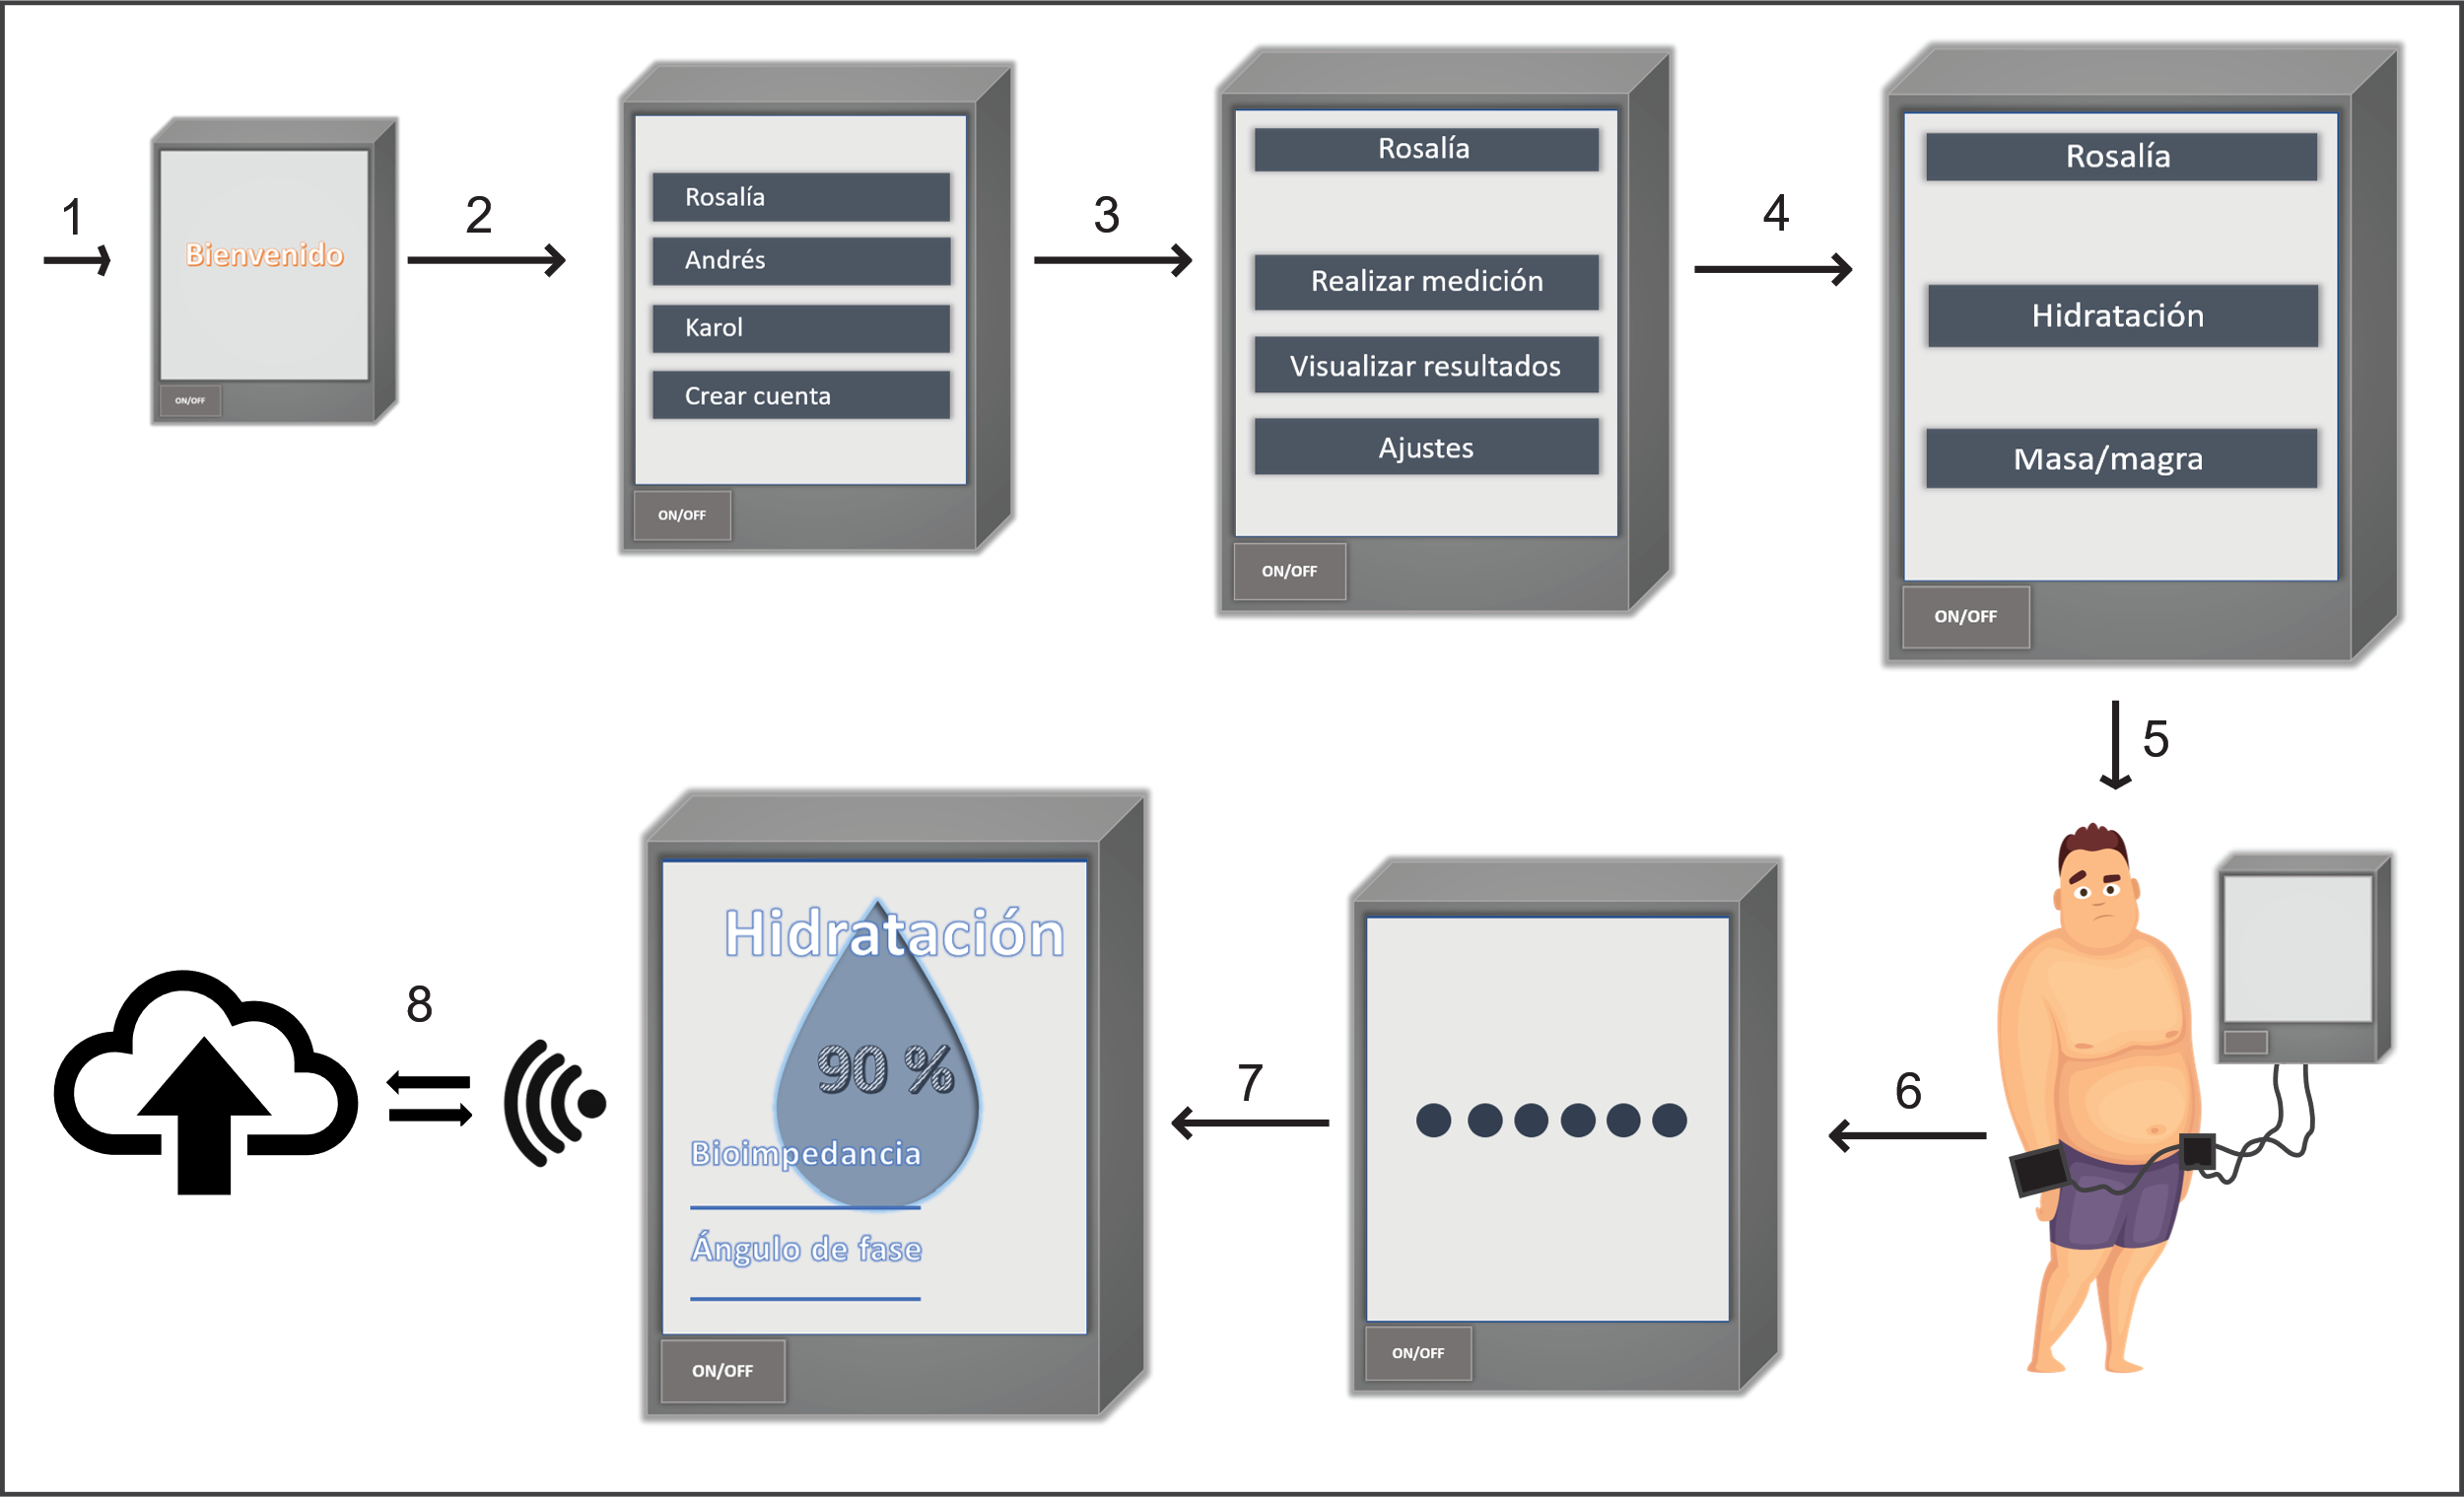 1
Bienvenido
ON/OFF
2
Rosalía
Andrés
Karol
Crear cuenta
ON/OFF
3
Rosalía
Realizar medición
Visualizar resultados
Ajustes
ON/OFF
4
Rosalía
Hidratación
Masa/magra
ON/OFF
5
6
ON/OFF
7
Hidratación
90 %
Bioimpedancia
Ángulo de fase
ON/OFF
8